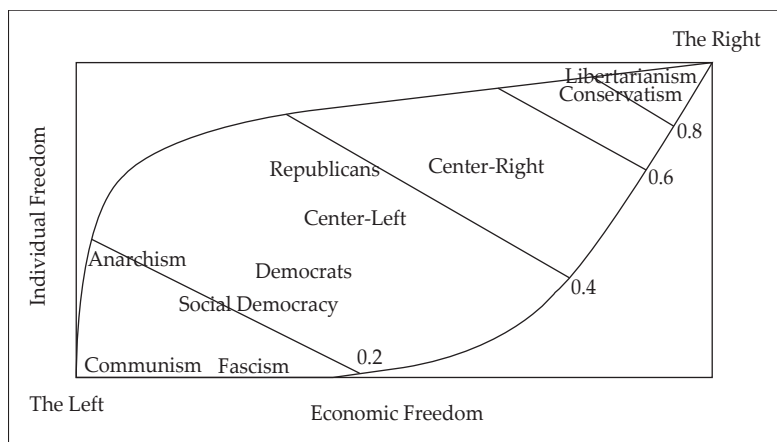 The Right
Libertarianism
Conservatism
0.8
Republicans
Center-Right
0.6
Center-Left
Individual Freedom
Anarchism
Democrats
0.4
Social Democracy
0.2
Communism
Fascism
The Left
Economic Freedom